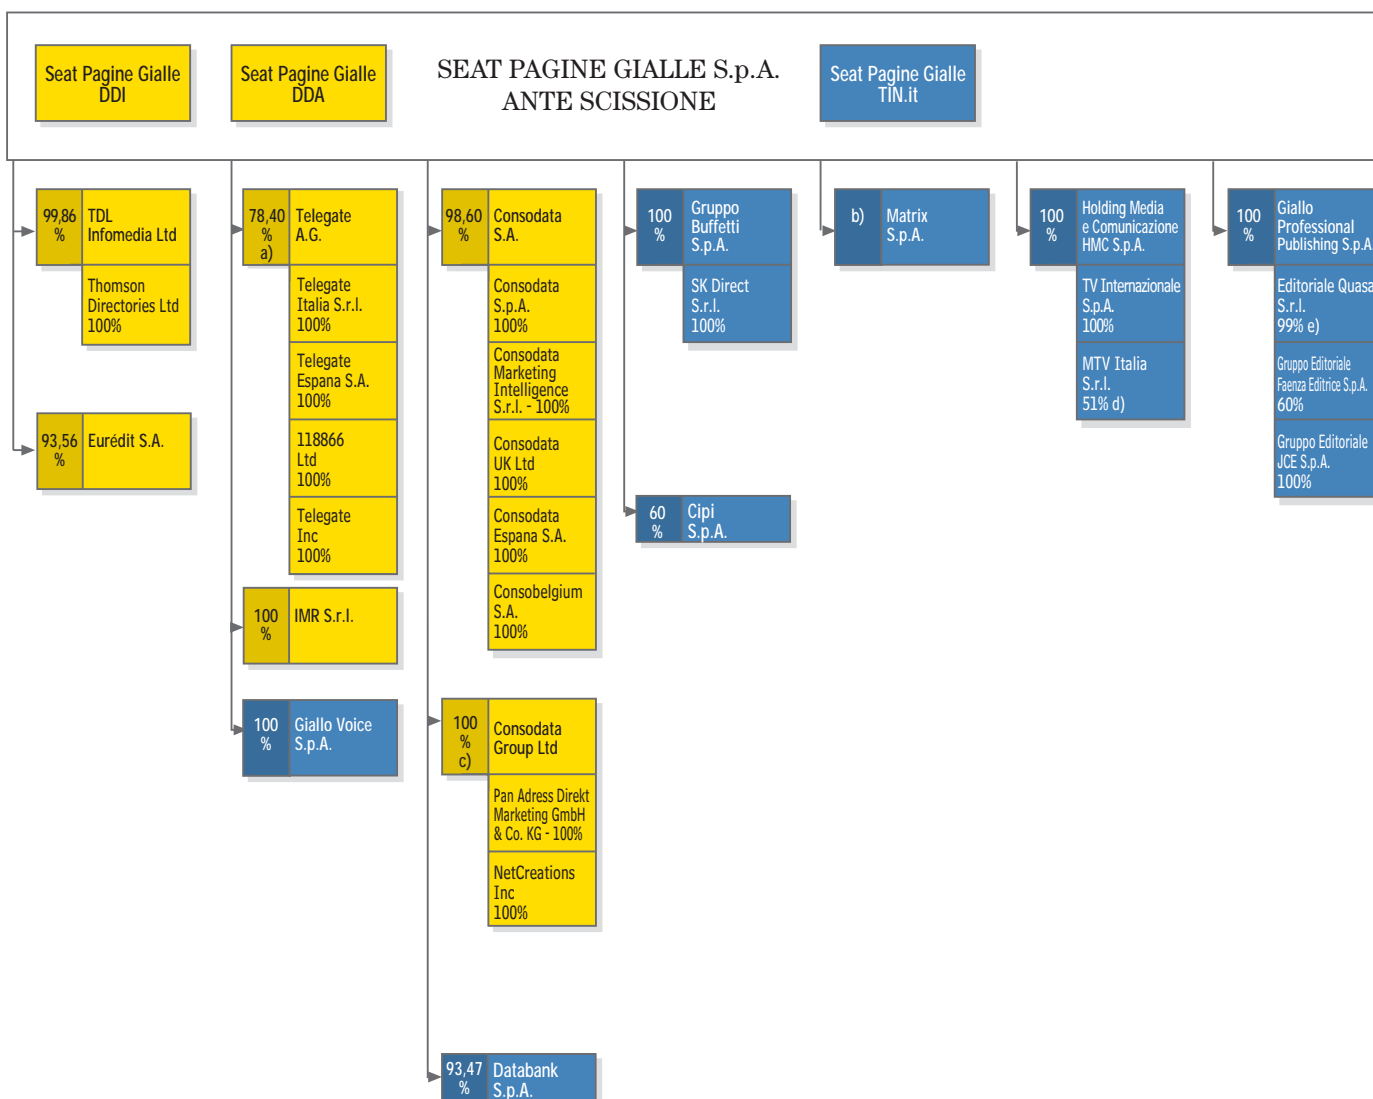 Seat Pagine Gialle
DDI
Seat Pagine Gialle
DDA
SEAT PAGINE GIALLE S.p.A.
ANTE SCISSIONE
Seat Pagine Gialle
TIN.it
99,86
%
TDL
Infomedia Ltd
Thomson
Directories Ltd
100%
93,56
%
Eurédit S.A.
78,40
%
a)
Telegate
A.G.
Telegate
Italia S.r.l.
100%
Telegate
Espana S.A.
100%
118866
Ltd
100%
Telegate
Inc
100%
100
%
IMR S.r.l.
100
%
Giallo Voice
S.p.A.
98,60
%
Consodata
S.A.
Consodata
S.p.A.
100%
Consodata
Marketing
Intelligence
S.r.l. - 100%
Consodata
UK Ltd
100%
Consodata
Espana S.A.
100%
Consobelgium
S.A.
100%
100
%
c)
Consodata
Group Ltd
Pan Adress Direkt
Marketing GmbH
& Co. KG - 100%
NetCreations
Inc
100%
93,47
%
Databank
S.p.A.
100
%
Gruppo
Buffetti
S.p.A.
SK Direct
S.r.l.
100%
60
%
Cipi
S.p.A.
b)
Matrix
S.p.A.
100
%
Holding Media
e Comunicazione
HMC S.p.A.
TV Internazionale
S.p.A.
100%
MTV Italia
S.r.l.
51% d)
100
%
Giallo
Professional
Publishing S.p.A.
Editoriale Quasa
S.r.l.
99% e)
Gruppo Editoriale
Faenza Editrice S.p.A.
60%
Gruppo Editoriale
JCE S.p.A.
100%